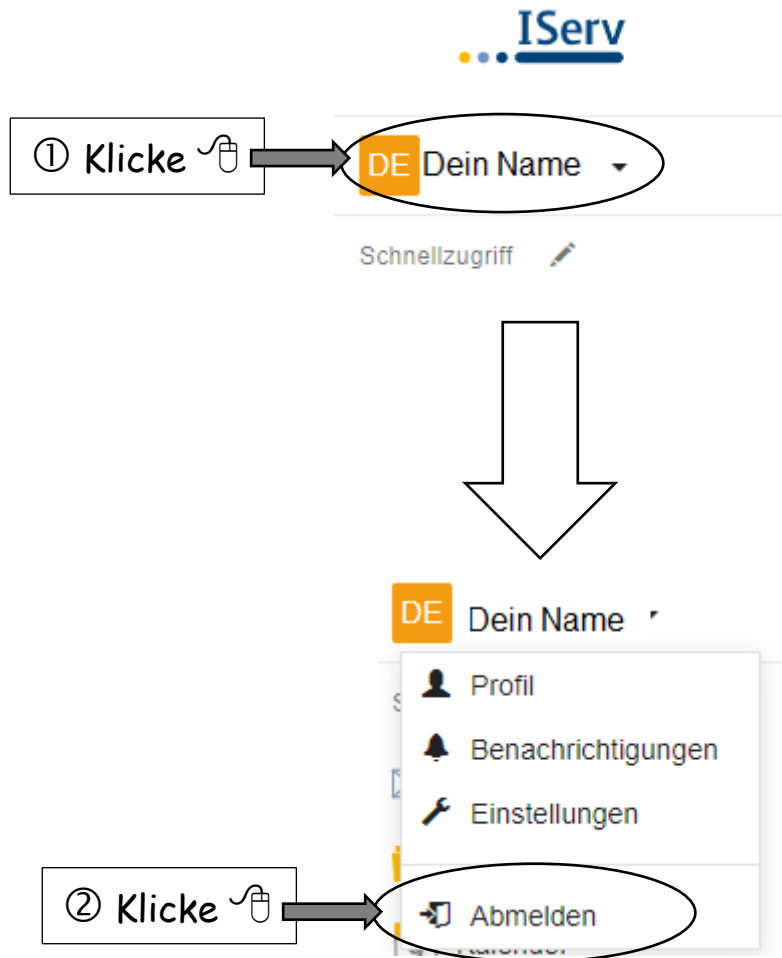 IServ
① Klicke
DE Dein Name
Schnellzugriff
DE Dein Name
Profil
Benachrichtigungen
Einstellungen
② Klicke
Abmelden